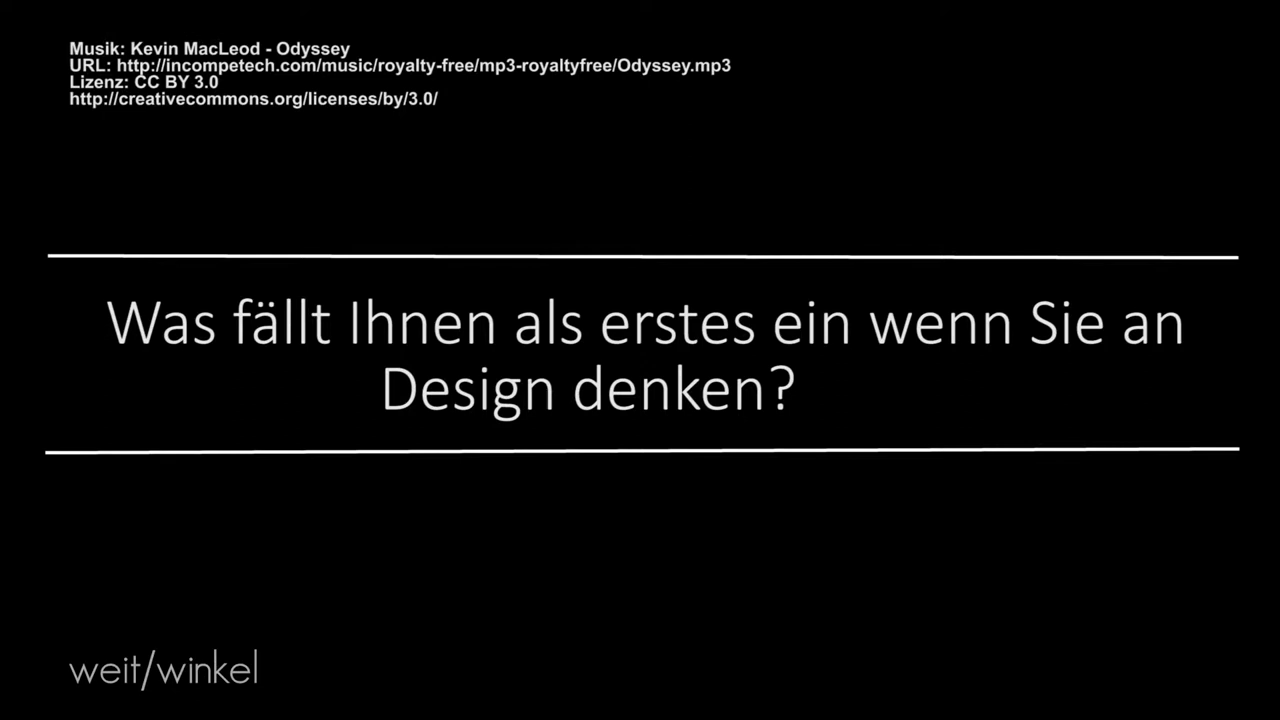 Musik: Kevin MacLeod - Odyssey
URL: http://incompetech.com/music/royalty-free/mp3-royaltyfree/Odyssey.mp3
Lizenz: CC BY 3.0
http://creativecommons.org/licenses/by/3.0/
Was fällt Ihnen als erstes ein wenn Sie an
Design denken?
weit/winkel